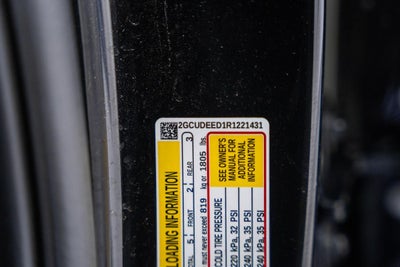 2GCUDEED1R1221431
LOADING INFORMATION
TOTAL 5 FRONT 2 REAR 3
must never exceed 819 kg or 1805 lbs.
SEE OWNER'S
MANUAL FOR
ADDITIONAL
INFORMATION
COLD TIRE PRESSURE
220 kPa, 32 PSI
240 kPa, 35 PSI
240 kPa, 35 PSI